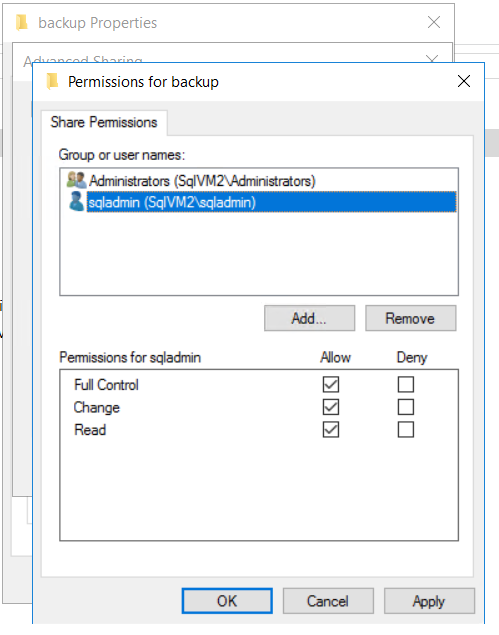 backup Properties
Advanced Sharing
Permissions for backup
Share Permissions
Group or user names:
Administrators (SqlVM2\Administrators)
sqladmin (SqlVM2\sqladmin)
Add...
Remove
Permissions for sqladmin Allow Deny
Full Control
Change
Read
OK
Cancel
Apply